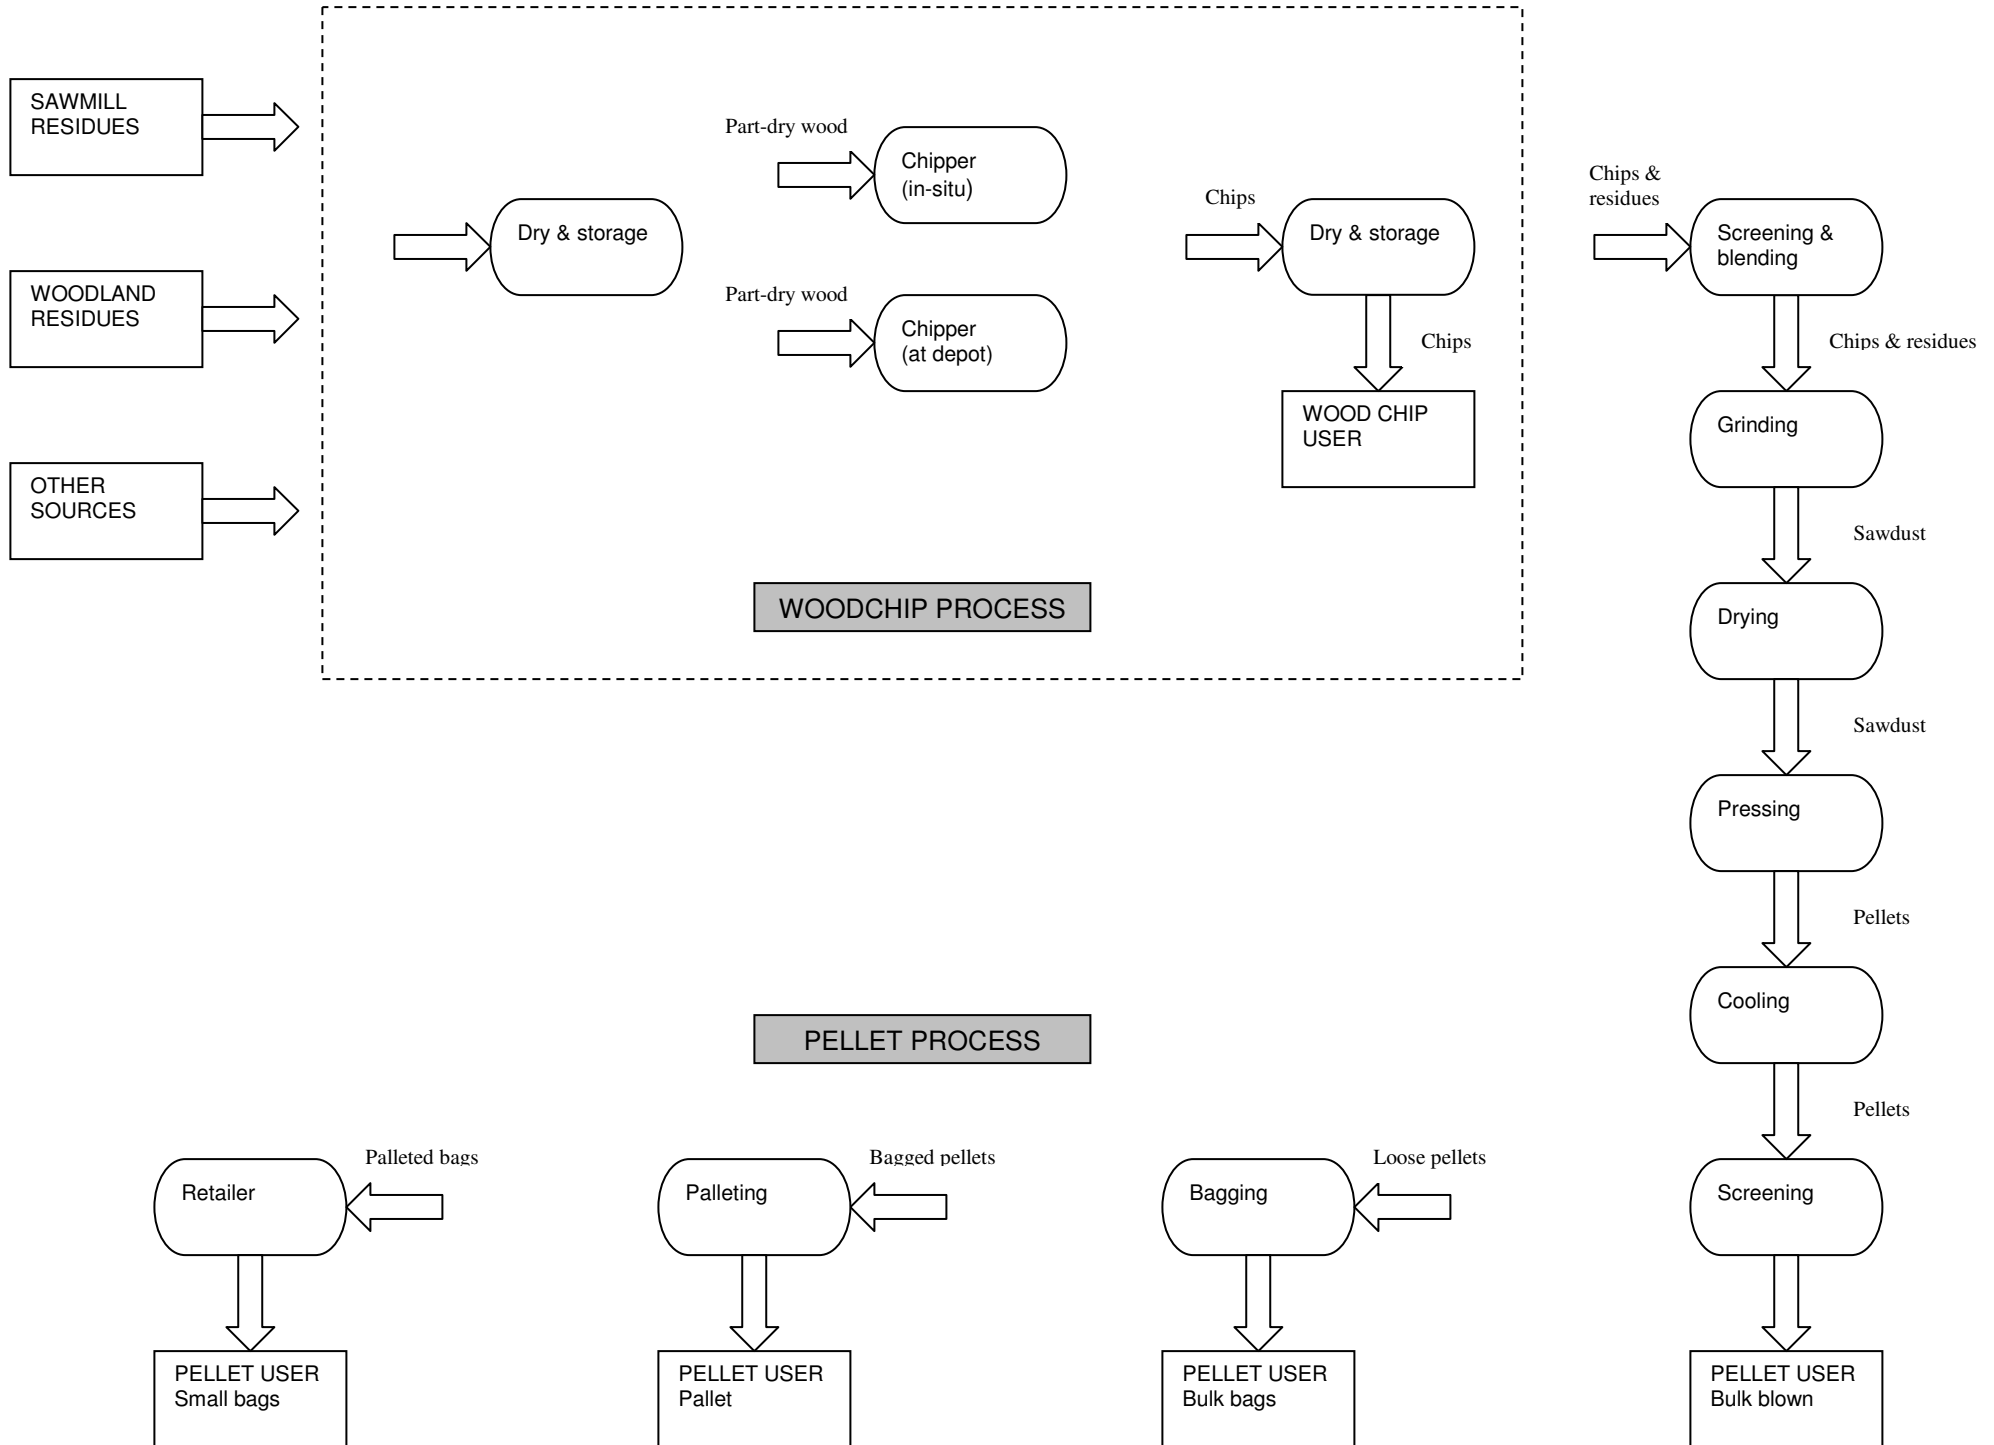 SAWMILL
RESIDUES
WOODLAND
RESIDUES
OTHER
SOURCES
Dry & storage
Part-dry wood
Chipper
(in-situ)
Part-dry wood
Chipper
(at depot)
Chips
Dry & storage
Chips
WOOD CHIP
USER
WOODCHIP PROCESS
Chips &
residues
Screening &
blending
Chips & residues
Grinding
Sawdust
Drying
Sawdust
Pressing
Pellets
Cooling
Pellets
Screening
PELLET PROCESS
Loose pellets
Bagging
Bagged pellets
Palleting
Palleted bags
Retailer
PELLET USER
Small bags
PELLET USER
Pallet
PELLET USER
Bulk bags
PELLET USER
Bulk blown